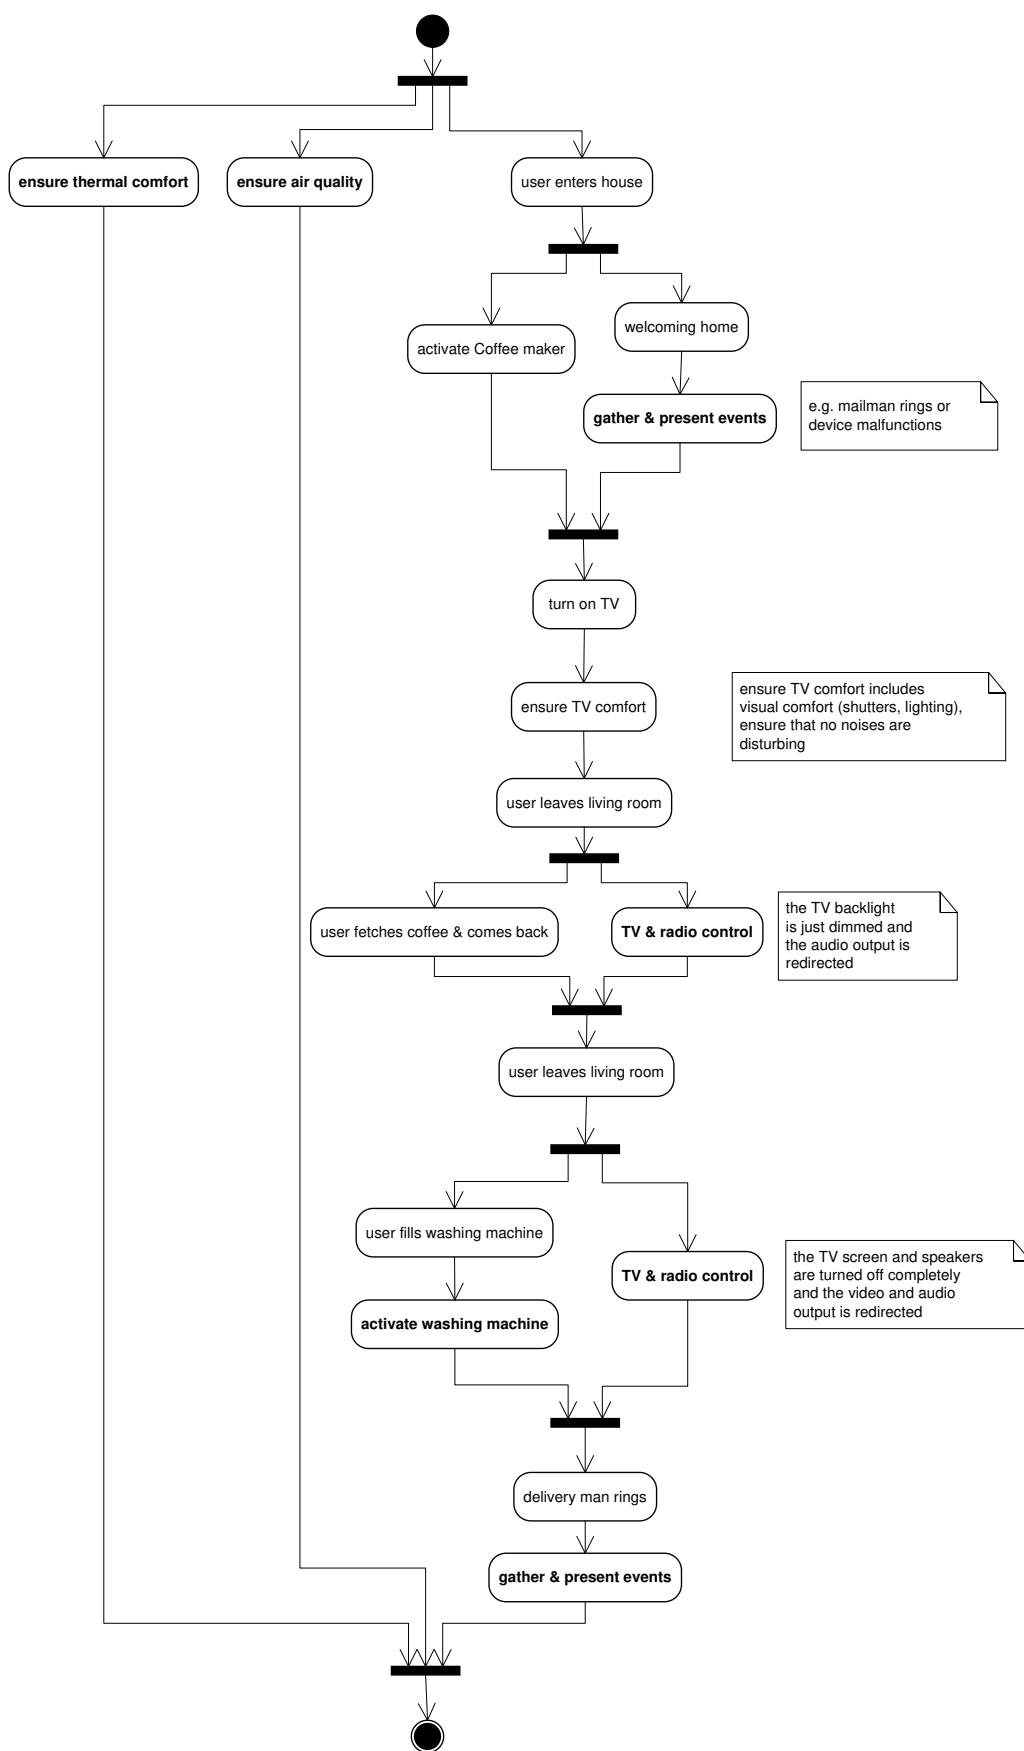 ensure thermal comfort
ensure air quality
user enters house
welcoming home
activate Coffee maker
gather & present events
e.g. mailman rings or
device malfunctions
turn on TV
ensure TV comfort
ensure TV comfort includes
visual comfort (shutters, lighting),
ensure that no noises are
disturbing
user leaves living room
user fetches coffee & comes back
TV & radio control
the TV backlight
is just dimmed and
the audio output is
redirected
user leaves living room
user fills washing machine
TV & radio control
the TV screen and speakers
are turned off completely
and the video and audio
output is redirected
activate washing machine
delivery man rings
gather & present events